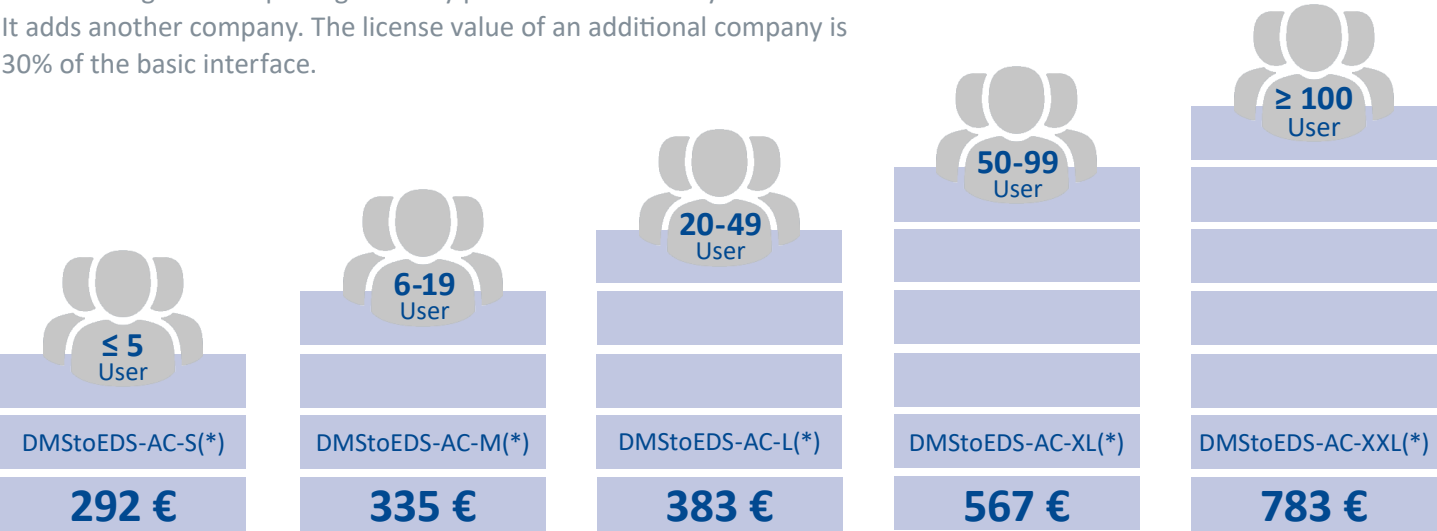 It adds another company. The license value of an additional company is
30% of the basic interface.
≤ 5
User
6-19
User
20-49
User
50-99
User
≥ 100
User
DMStoEDS-AC-S(*)
DMStoEDS-AC-M(*)
DMStoEDS-AC-L(*)
DMStoEDS-AC-XL(*)
DMStoEDS-AC-XXL(*)
292 €
335 €
383 €
567 €
783 €